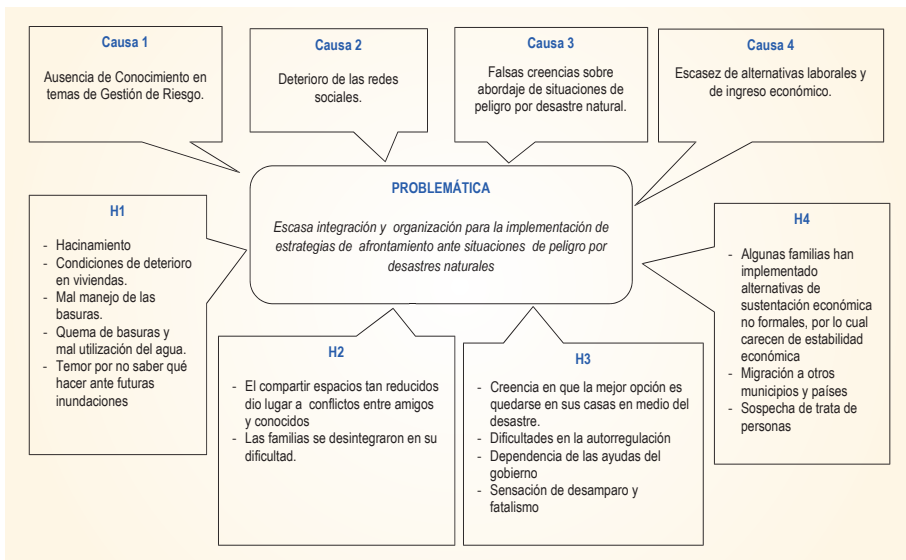 Causa 1
Ausencia de Conocimiento en
temas de Gestión de Riesgo.
Causa 2
Deterioro de las redes
sociales.
Causa 3
Falsas creencias sobre
abordaje de situaciones de
peligro por desastre natural.
Causa 4
Escasez de alternativas laborales y
de ingreso económico.
PROBLEMÁTICA
Escasa integración y organización para la implementación de
estrategias de afrontamiento ante situaciones de peligro por
desastres naturales
H1
- Hacinamiento
- Condiciones de deterioro
en viviendas.
- Mal manejo de las
basuras.
- Quema de basuras y
mal utilización del agua.
- Temor por no saber qué
hacer ante futuras
inundaciones
H2
- El compartir espacios tan reducidos
dio lugar a conflictos entre amigos
y conocidos
- Las familias se desintegraron en su
dificultad.
H3
- Creencia en que la mejor opción es
quedarse en sus casas en medio del
desastre.
- Dificultades en la autorregulación
- Dependencia de las ayudas del
gobierno
- Sensación de desamparo y
fatalismo
H4
- Algunas familias han
implementado
alternativas de
sustentación económica
no formales, por lo cual
carecen de estabilidad
económica
- Migración a otros
municipios y países
- Sospecha de trata de
personas